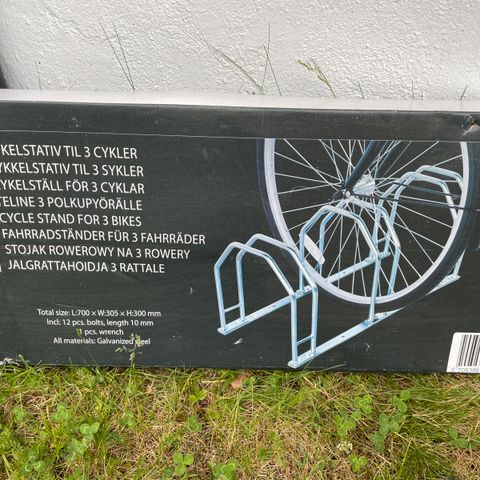 KELSTATIV TIL 3 CYKLER
YKKELSTATIV TIL 3 SYKLER
YKELSTÄLL FÖR 3 CYKLAR
TELINE 3 POLKUPYÖRÄLLE
CYCLE STAND FOR 3 BIKES
FAHRRADSTÄNDER FÜR 3 FAHRRÄDER
STOJAK ROWEROWY NA 3 ROWERY
JALGRATTAHOIDJA 3 RATTALE
Total size: L:700 × W:305 × H:300 mm
Incl: 12 pcs. bolts, length 10 mm
1 pcs. wrench
All materials: Galvanized steel